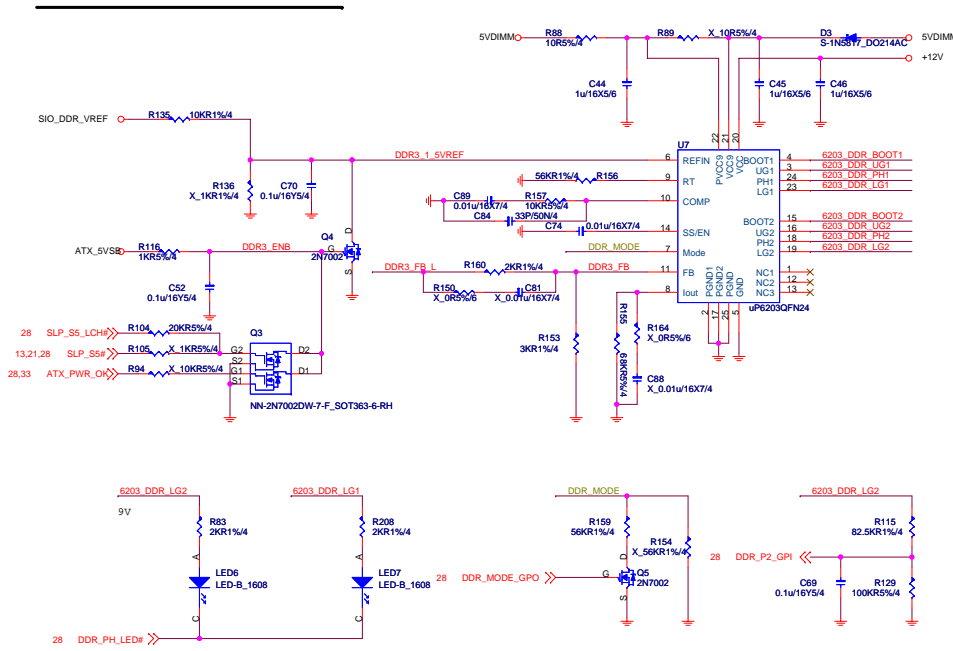 5VDIMM
R88
10R5%/4
R89
X_10R5%/4
D3
S-1N5817_DO214AC
5VDIMM
+12V
C44
1u/16X5/6
C45
1u/16X5/6
C46
1u/16X5/6
SIO_DDR_VREF
R135
10KR1%/4
DDR3_1_5VREF
R136
X_1KR1%/4
C70
0.1u/16Y5/4
U7
22
21
20
PVCC9
VCC9
VCC
6
REFIN
9
RT
10
COMP
14
SS/EN
7
Mode
11
FB
8
Iout
BOOT1
4
6203_DDR_BOOT1
UG1
3
6203_DDR_UG1
PH1
24
6203_DDR_PH1
LG1
23
6203_DDR_LG1
BOOT2
15
6203_DDR_BOOT2
UG2
16
6203_DDR_UG2
PH2
18
6203_DDR_PH2
LG2
19
6203_DDR_LG2
NC1
1
NC2
12
NC3
13
PGND1
PGND2
PGND
GND
2
17
25
5
uP6203QFN24
56KR1%/4
R156
C89
0.01u/16X7/4
R157
10KR5%/4
C84
33P/50N/4
C74
0.01u/16X7/4
DDR_MODE
ATX_5VSB
R116
1KR5%/4
DDR3_ENB
Q4
2N7002
G
D
S
C52
0.1u/16Y5/4
DDR3_FB_L
R160
2KR1%/4
DDR3_FB
R150
X_0R5%/6
C81
X_0.01u/16X7/4
R153
3KR1%/4
R155
6.8KR5%/4
R164
X_0R5%/6
C88
X_0.01u/16X7/4
28
SLP_S5_LCH#
R104
20KR5%/4
13,21,28
SLP_S5#
R105
X_1KR5%/4
28,33
ATX_PWR_OK
R94
X_10KR5%/4
Q3
G2
S2
G1
S1
D2
D1
NN-2N7002DW-7-F_SOT363-6-RH
6203_DDR_LG2
9V
R83
2KR1%/4
A
LED6
LED-B_1608
C
6203_DDR_LG1
R208
2KR1%/4
A
LED7
LED-B_1608
C
28
DDR_PH_LED#
DDR_MODE
R159
56KR1%/4
R154
X_56KR1%/4
28
DDR_MODE_GPO
G
D
S
Q5
2N7002
6203_DDR_LG2
R115
82.5KR1%/4
28
DDR_P2_GPI
C69
0.1u/16Y5/4
R129
100KR5%/4